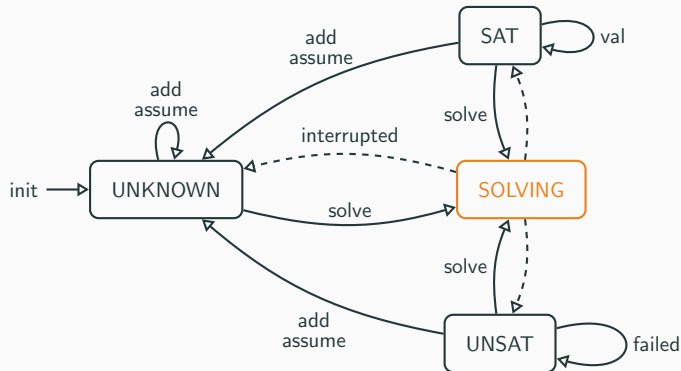 SAT
val
add
assume
solve
add
assume
interrupted
init
UNKNOWN
SOLVING
solve
solve
add
assume
UNSAT
failed